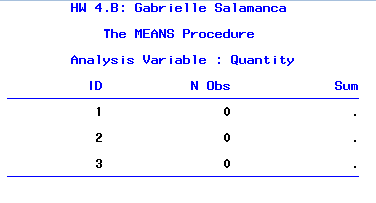 HW 4.B: Gabrielle Salamanca
The MEANS Procedure
Analysis Variable : Quantity
ID N Obs Sum
1 0 .
2 0 .
3 0 .